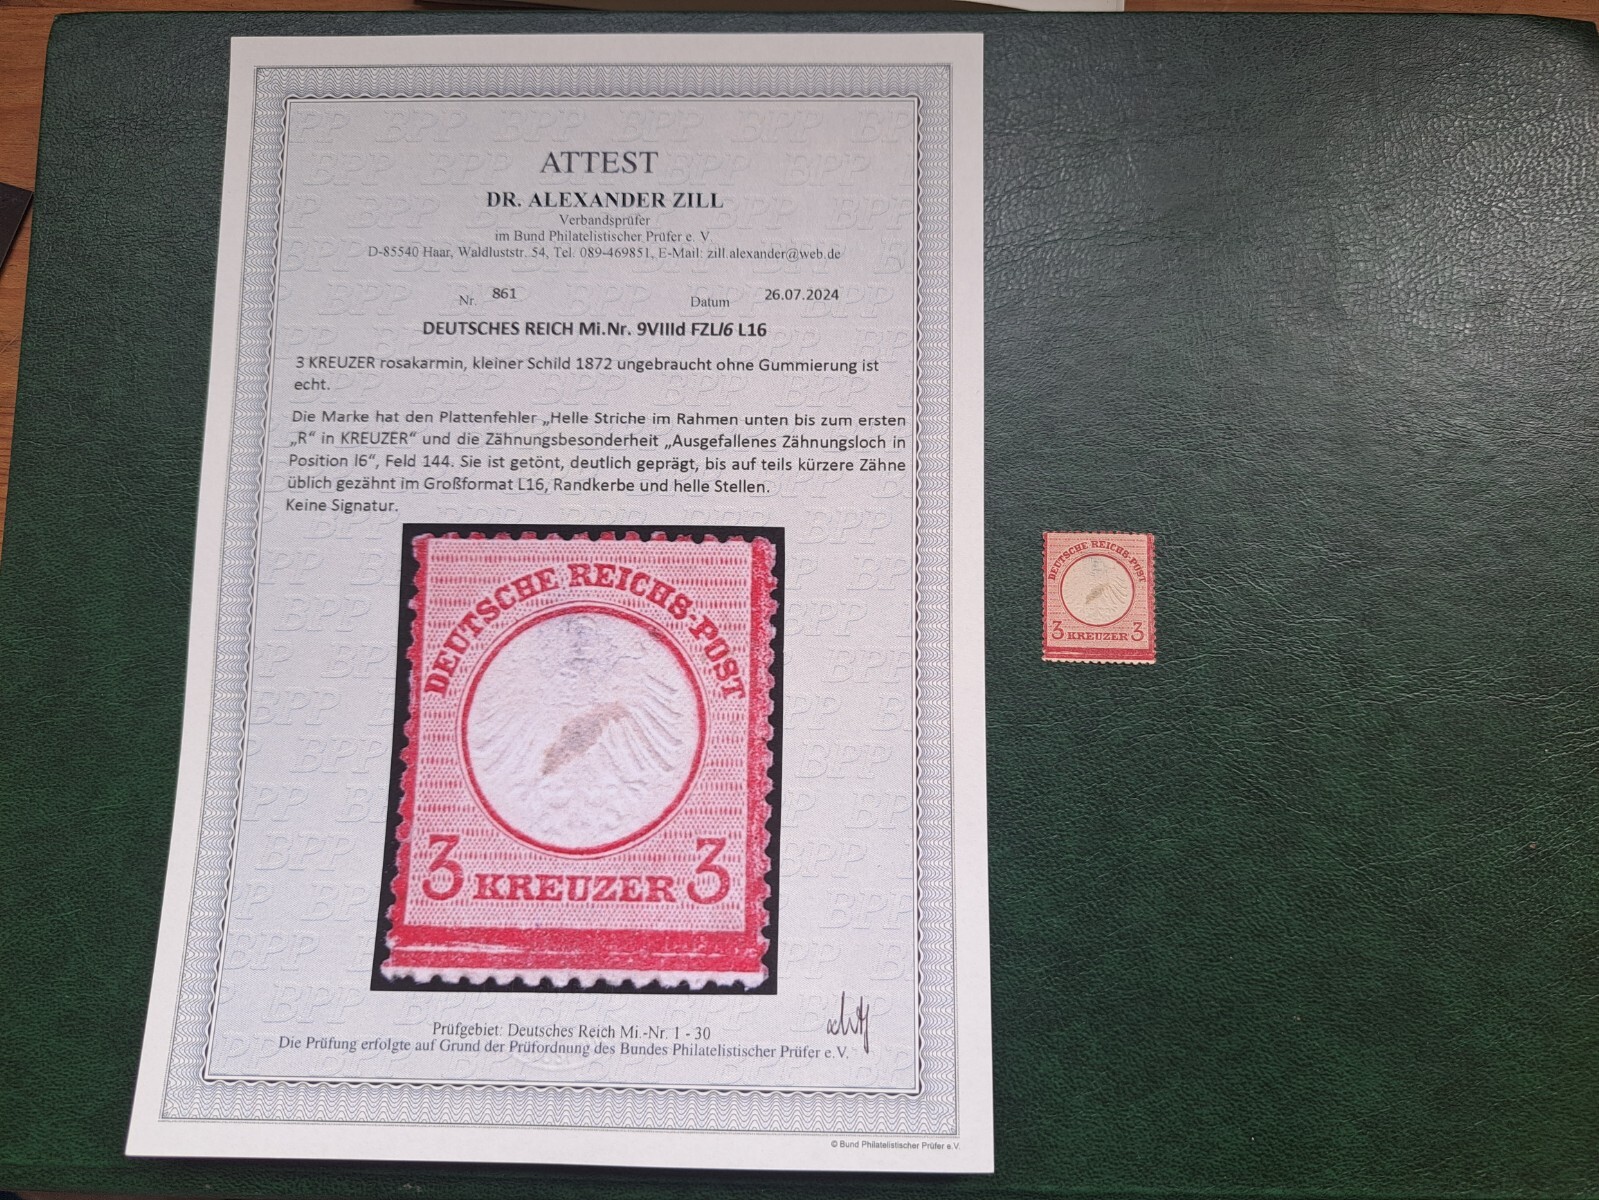 ATTEST
DR. ALEXANDER ZILL
Verbandsprüfer
im Bund Philatelistischer Prüfer e. V.
D-85540 Haar, Waldluststr. 54, Tel. 089-469851, E-Mail: zill.alexander@web.de
Nr. 861 Datum 26.07.2024
DEUTSCHES REICH Mi.Nr. 9VIIId FZL/6 L16
3 KREUZER rosakarmin, kleiner Schild 1872 ungebraucht ohne Gummierung ist
echt.
Die Marke hat den Plattenfehler „Helle Striche im Rahmen unten bis zum ersten
„R“ in KREUZER“ und die Zähnungsbesonderheit „Ausgefallenes Zähnungsloch in
Position l6“, Feld 144. Sie ist getönt, deutlich geprägt, bis auf teils kürzere Zähne
üblich gezähnt im Großformat L16, Randkerbe und helle Stellen.
Keine Signatur.
DEUTSCHE REICHS-POST
3 KREUZER 3
Prüfgebiet: Deutsches Reich Mi.-Nr. 1 - 30
Die Prüfung erfolgte auf Grund der Prüfordnung des Bundes Philatelistischer Prüfer e.V.
© Bund Philatelistischer Prüfer e.V.
DEUTSCHE REICHS-POST
3 KREUZER 3